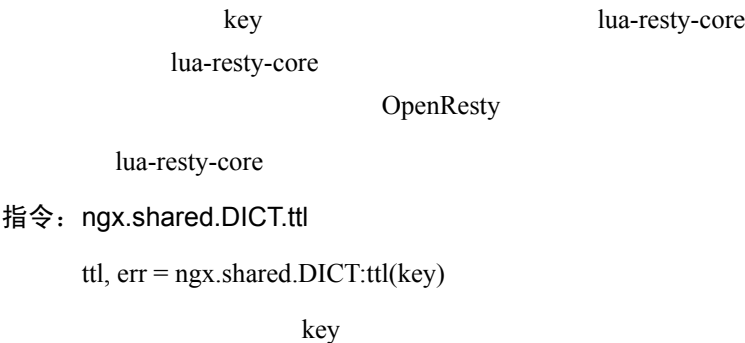 key lua-resty-core
lua-resty-core
OpenResty
lua-resty-core
指令：ngx.shared.DICT.ttl
ttl, err = ngx.shared.DICT:ttl(key)
key